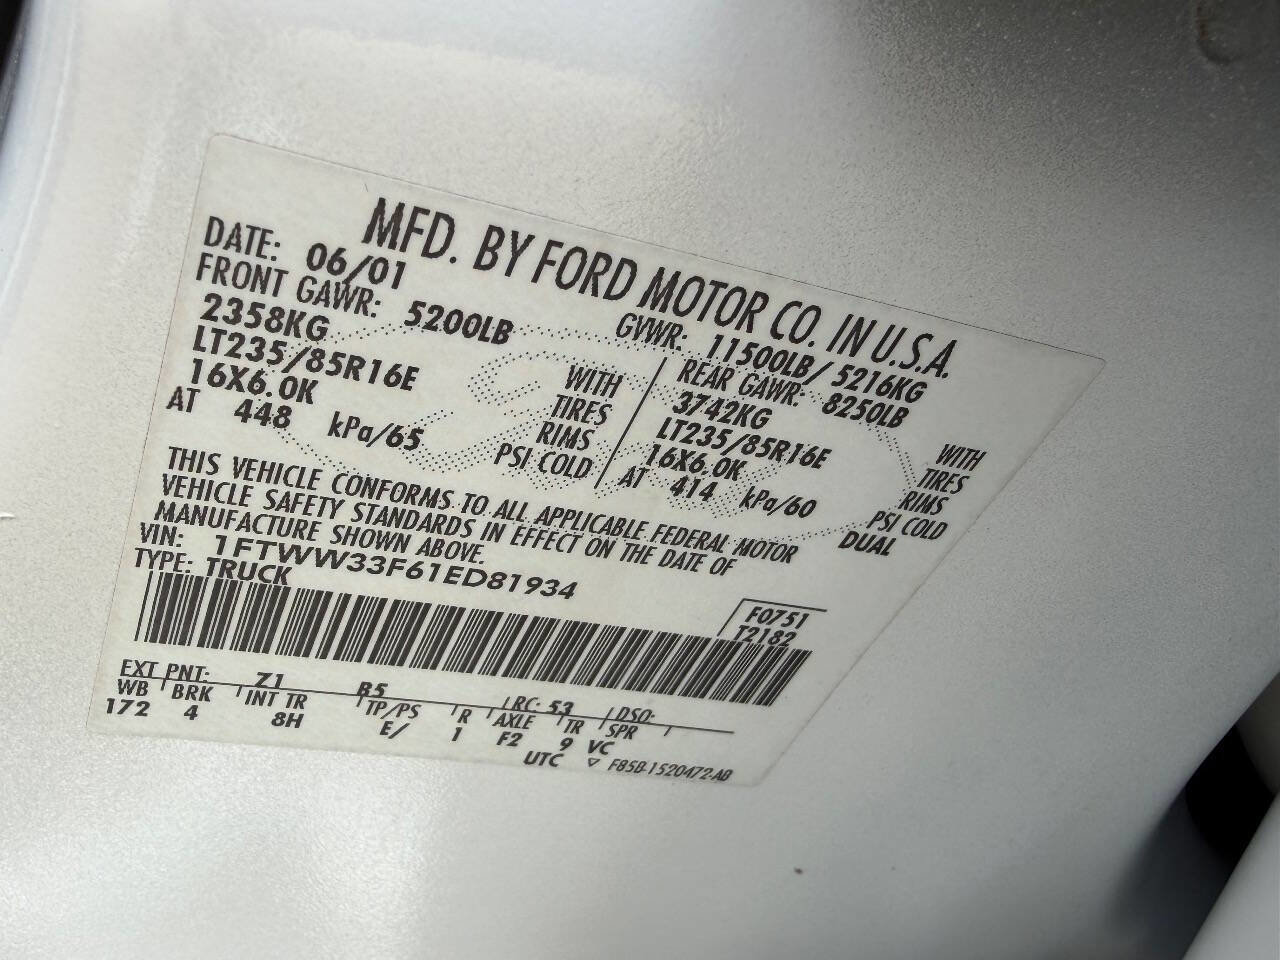 MFD. BY FORD MOTOR CO. IN U.S.A.
DATE: 06/01 GVWR: 11500LB/ 5216KG
FRONT GAWR: 5200LB REAR GAWR: 8250LB
2358KG WITH 3742KG WITH
LT235/85R16E TIRES LT235/85R16E TIRES
16X6.0K RIMS 16X6.0K RIMS
AT 448 kPa/65 PSI COLD AT 414 kPa/60 PSI COLD
DUAL
THIS VEHICLE CONFORMS TO ALL APPLICABLE FEDERAL MOTOR
VEHICLE SAFETY STANDARDS IN EFFECT ON THE DATE OF
MANUFACTURE SHOWN ABOVE.
VIN: 1FTWW33F61ED81934
TYPE: TRUCK
F0751
T2182
EXT PNT: Z1 B5 RC: 53 DSO:
WB BRK INT TR TP/PS R AXLE TR SPR
172 4 8H E/ 1 F2 9 VC
UTC ▽ F85B-1520472-AB